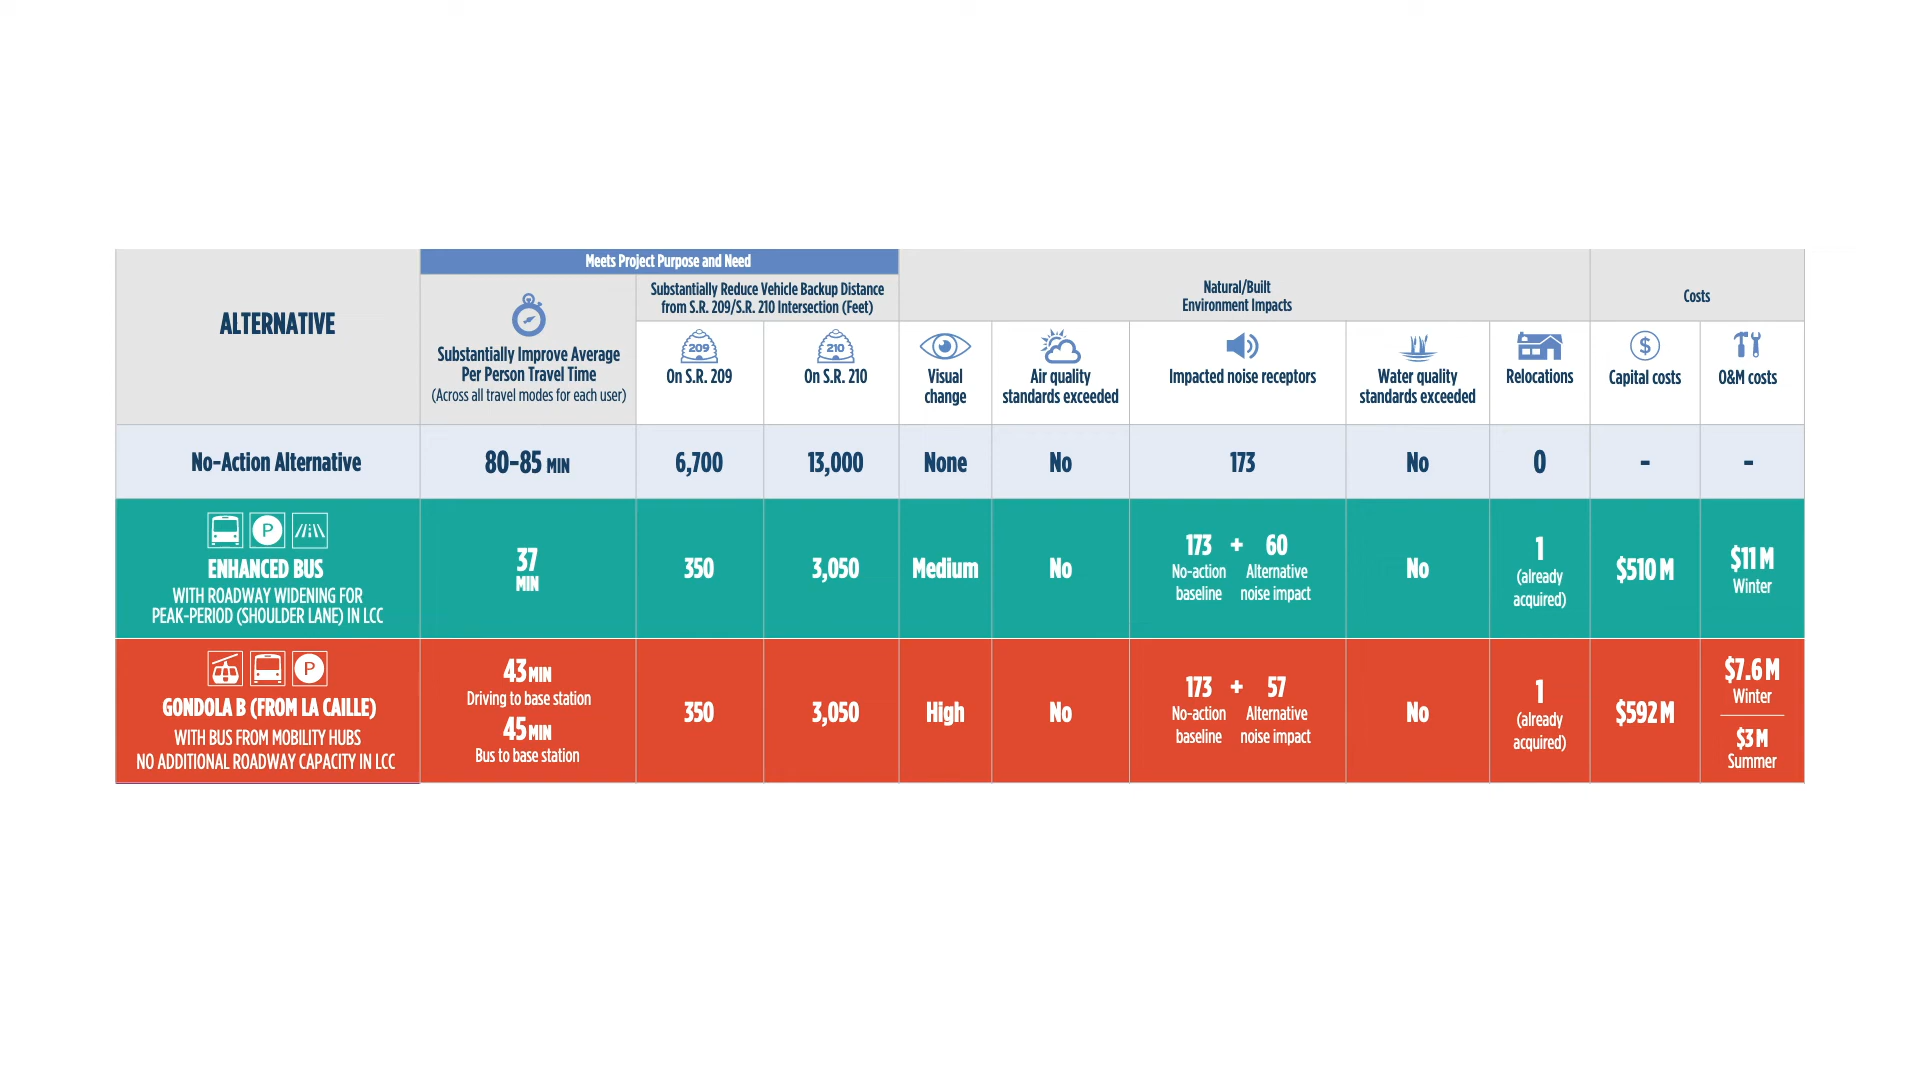 ALTERNATIVE
Meets Project Purpose and Need
Substantially Improve Average
Per Person Travel Time
(Across all travel modes for each user)
Substantially Reduce Vehicle Backup Distance
from S.R. 209/S.R. 210 Intersection (Feet)
209
On S.R. 209
210
On S.R. 210
Natural/Built
Environment Impacts
Visual
change
Air quality
standards exceeded
Impacted noise receptors
Water quality
standards exceeded
Relocations
Costs
$
Capital costs
O&M costs
No-Action Alternative
80-85 MIN
6,700
13,000
None
No
173
No
0
-
-
P
ENHANCED BUS
WITH ROADWAY WIDENING FOR
PEAK-PERIOD (SHOULDER LANE) IN LCC
37
MIN
350
3,050
Medium
No
173 + 60
No-action Alternative
baseline noise impact
No
1
(already
acquired)
$510 M
$11 M
Winter
P
GONDOLA B (FROM LA CAILLE)
WITH BUS FROM MOBILITY HUBS
NO ADDITIONAL ROADWAY CAPACITY IN LCC
43 MIN
Driving to base station
45 MIN
Bus to base station
350
3,050
High
No
173 + 57
No-action Alternative
baseline noise impact
No
1
(already
acquired)
$592 M
$7.6 M
Winter
$3 M
Summer